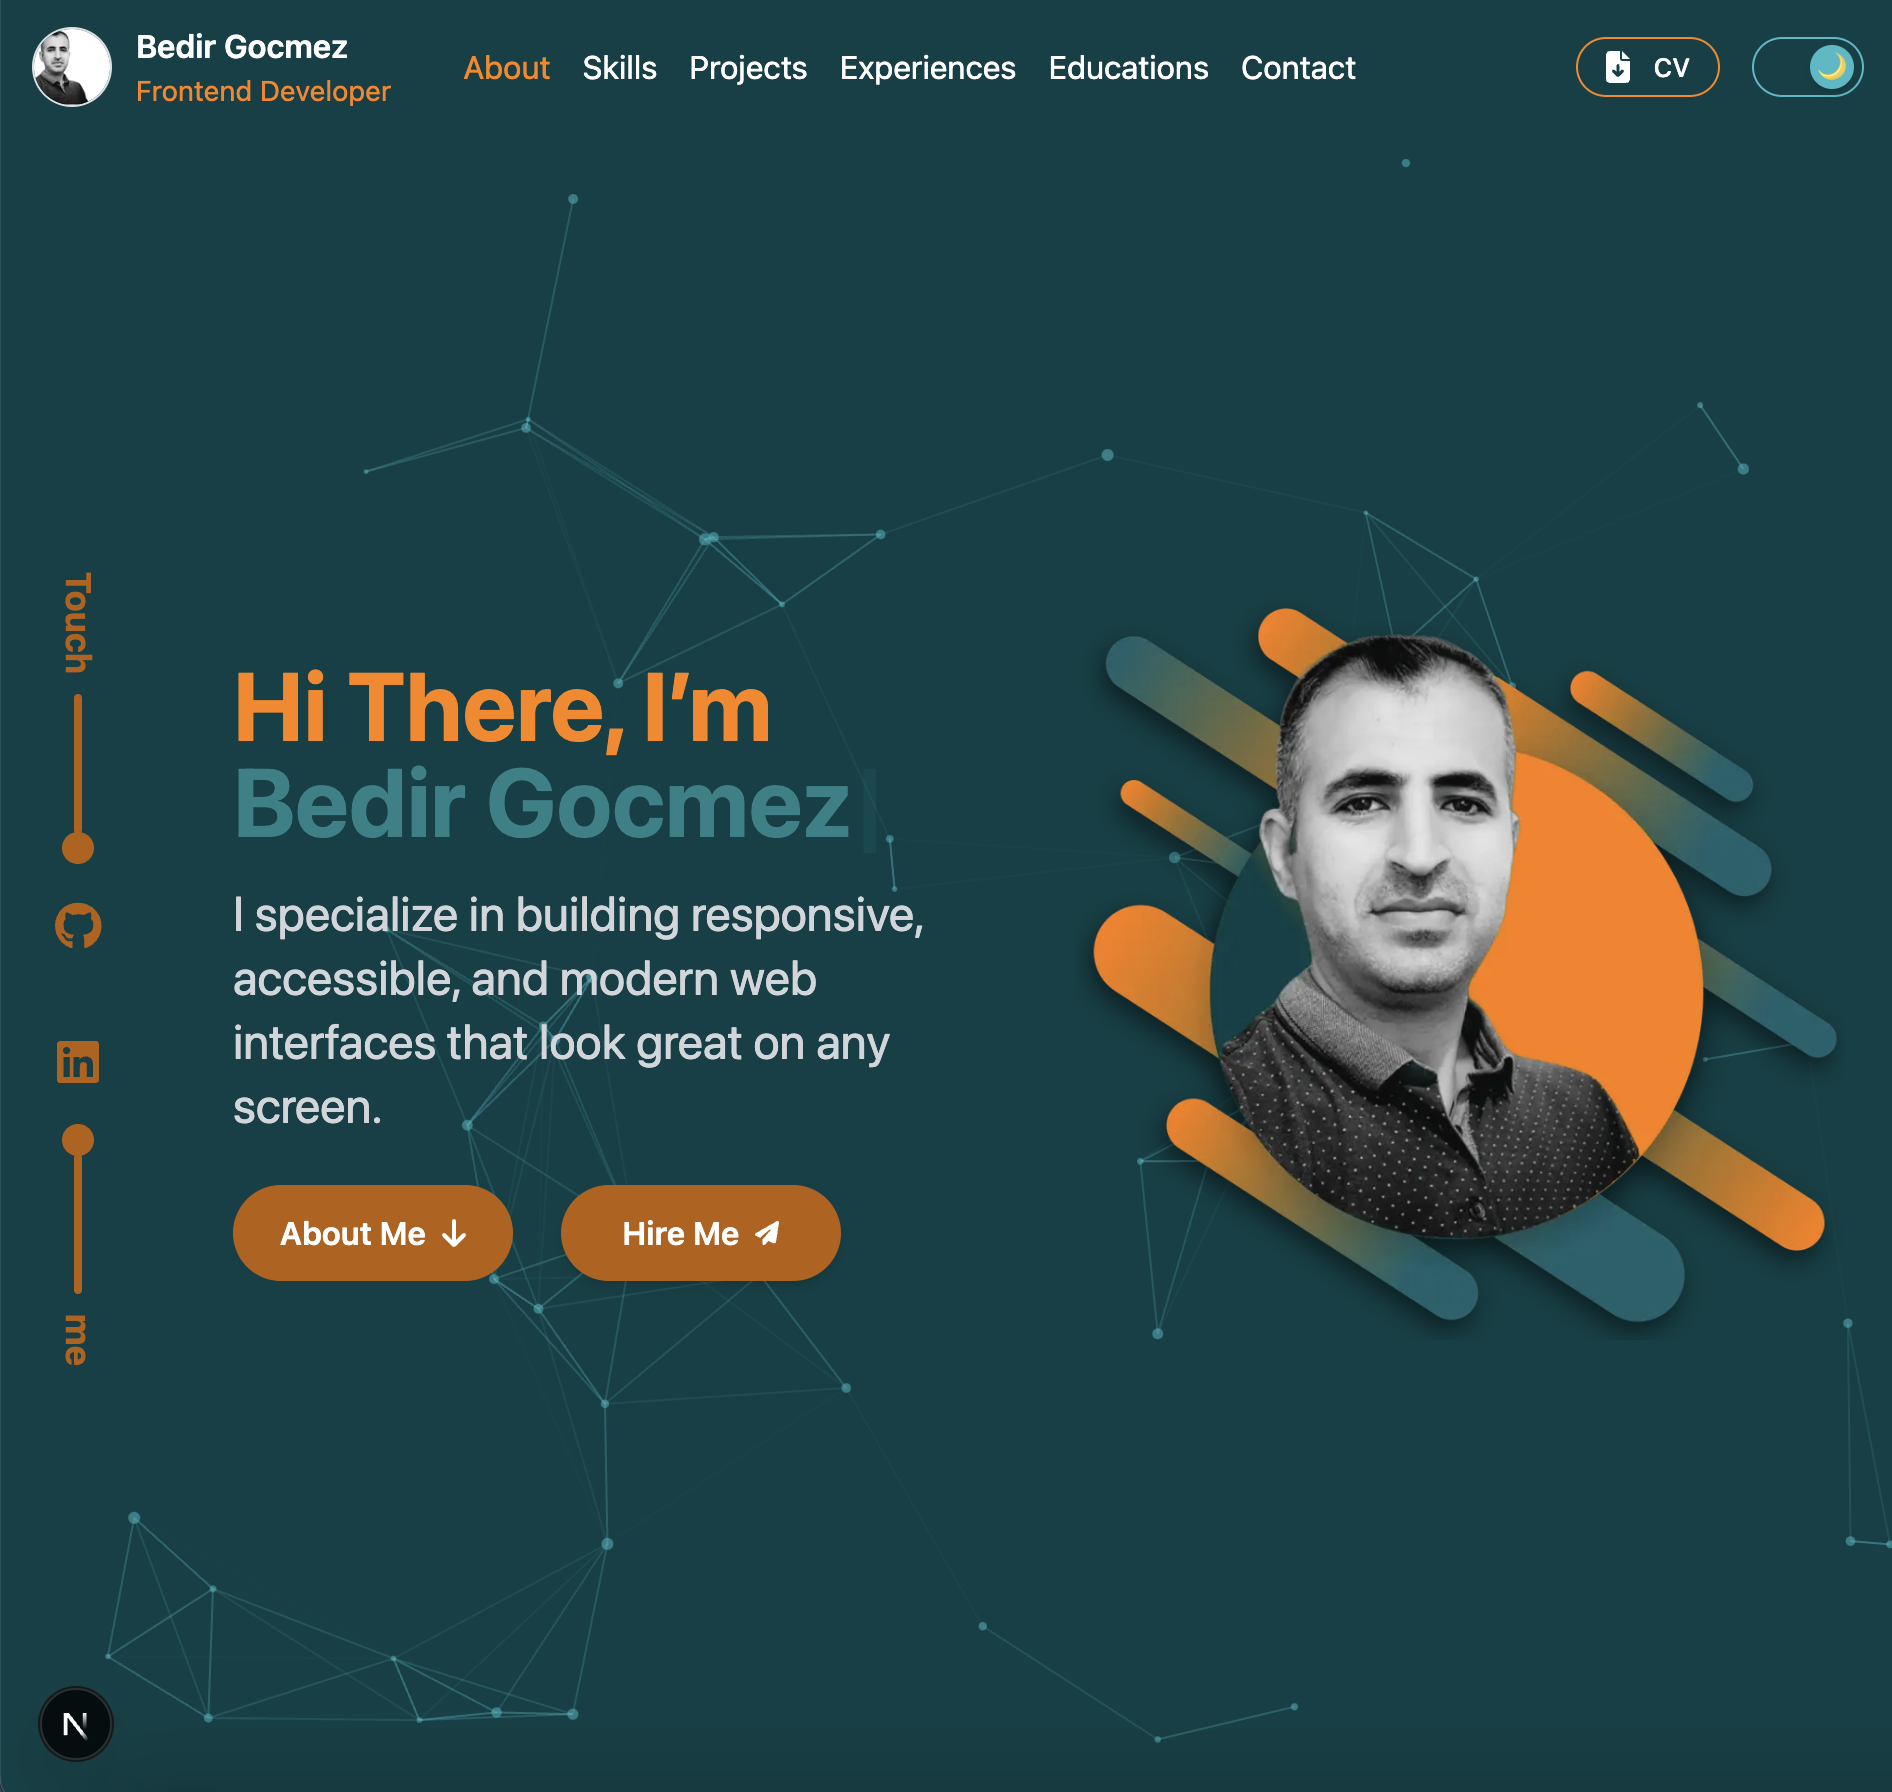 Bedir Gocmez
Frontend Developer
About Skills Projects Experiences Educations Contact
CV
Touch
in
me
Hi There, I’m
Bedir Gocmez
I specialize in building responsive,
accessible, and modern web
interfaces that look great on any
screen.
About Me
Hire Me
N